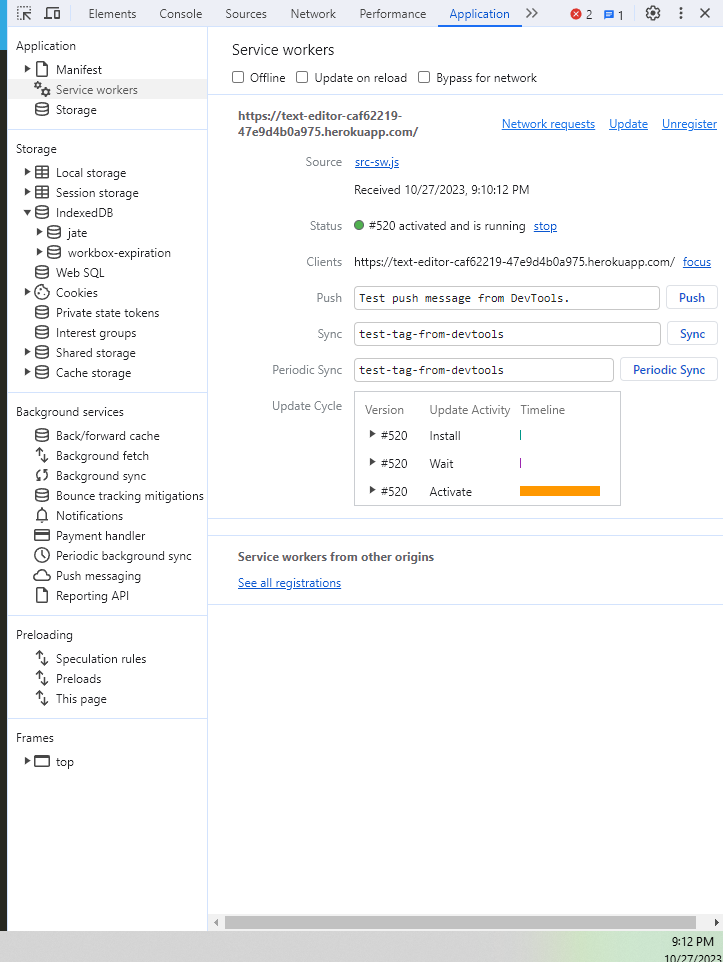 Elements Console Sources Network Performance Application 2 1
Application
Manifest
Service workers
Storage
Storage
Local storage
Session storage
IndexedDB
jate
workbox-expiration
Web SQL
Cookies
Private state tokens
Interest groups
Shared storage
Cache storage
Background services
Back/forward cache
Background fetch
Background sync
Bounce tracking mitigations
Notifications
Payment handler
Periodic background sync
Push messaging
Reporting API
Preloading
Speculation rules
Preloads
This page
Frames
top
Service workers
Offline Update on reload Bypass for network
https://text-editor-caf62219-
47e9d4b0a975.herokuapp.com/
Network requests Update Unregister
Source src-sw.js
Received 10/27/2023, 9:10:12 PM
Status #520 activated and is running stop
Clients https://text-editor-caf62219-47e9d4b0a975.herokuapp.com/ focus
Push Test push message from DevTools. Push
Sync test-tag-from-devtools Sync
Periodic Sync test-tag-from-devtools Periodic Sync
Update Cycle Version Update Activity Timeline
#520 Install
#520 Wait
#520 Activate
Service workers from other origins
See all registrations
9:12 PM
10/27/2023